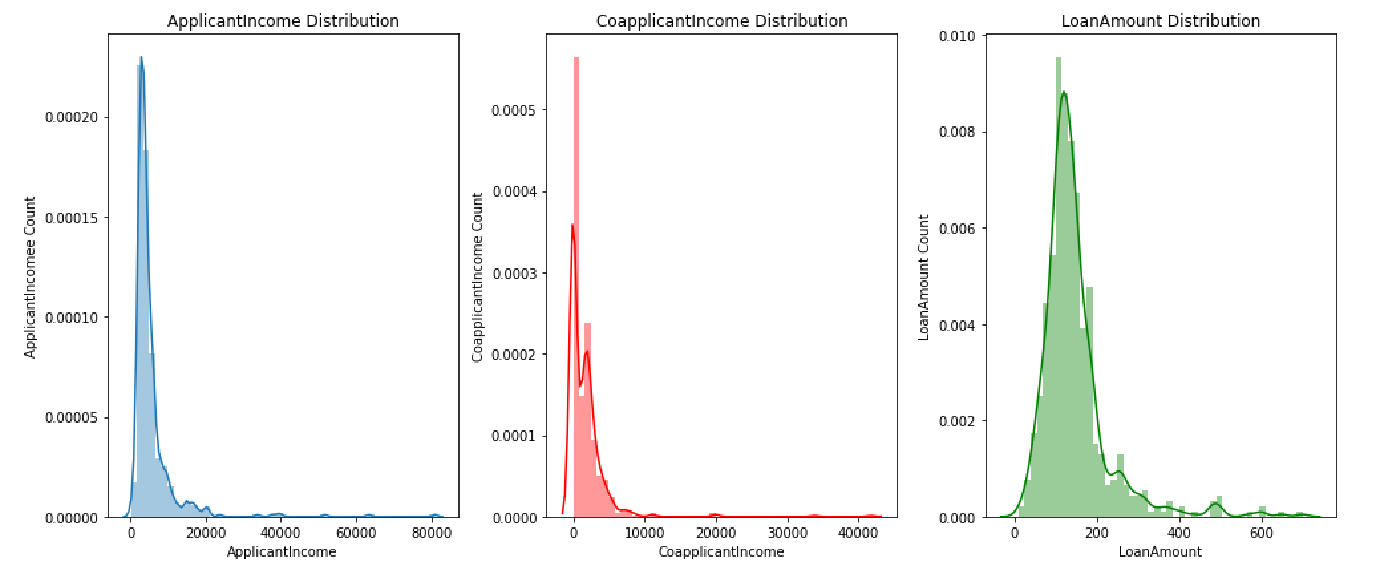 ApplicantIncome Distribution
ApplicantIncomee Count
0.00020
0.00015
0.00010
0.00005
0.00000
0 20000 40000 60000 80000
ApplicantIncome
CoapplicantIncome Distribution
CoapplicantIncome Count
0.0005
0.0004
0.0003
0.0002
0.0001
0.0000
0 10000 20000 30000 40000
CoapplicantIncome
LoanAmount Distribution
LoanAmount Count
0.010
0.008
0.006
0.004
0.002
0.000
0 200 400 600
LoanAmount